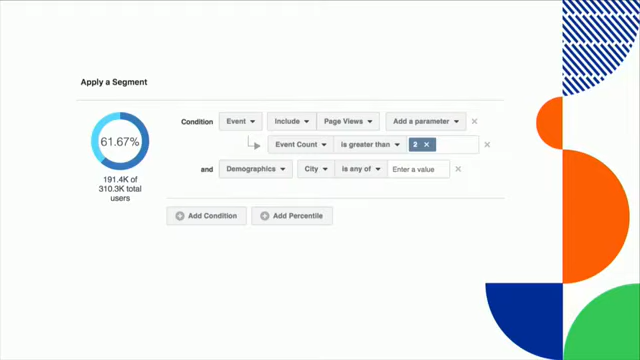 Apply a Segment
61.67%
191.4K of
310.3K total
users
Condition Event Include Page Views Add a parameter
Event Count is greater than 2
and Demographics City is any of Enter a value
Add Condition Add Percentile